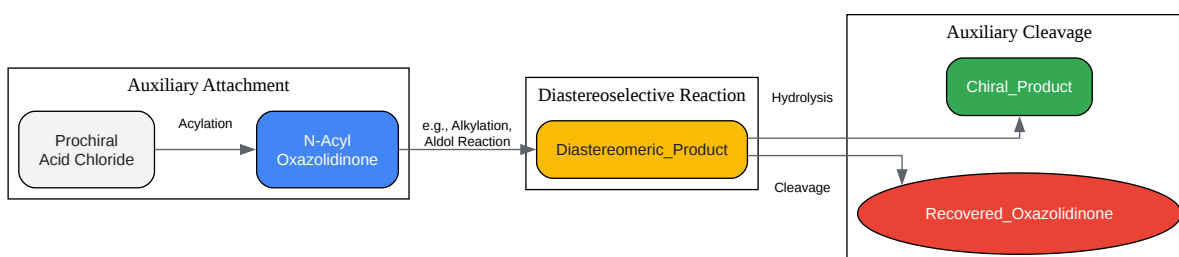 Auxiliary Attachment
Prochiral
Acid Chloride
Acylation
N-Acyl
Oxazolidinone
e.g., Alkylation,
Aldol Reaction
Diastereoselective Reaction
Diastereomeric_Product
Hydrolysis
Cleavage
Auxiliary Cleavage
Chiral_Product
Recovered_Oxazolidinone